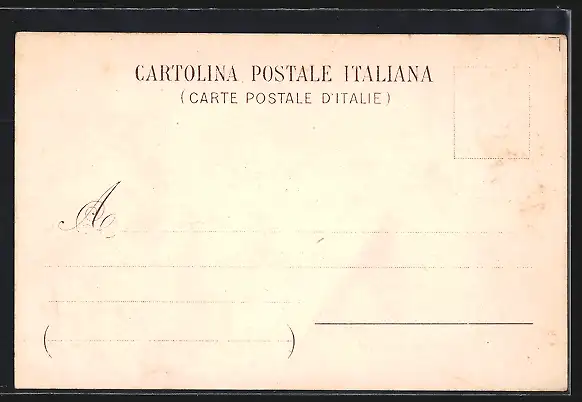 CARTOLINA POSTALE ITALIANA
(CARTE POSTALE D'ITALIE)
A
( )